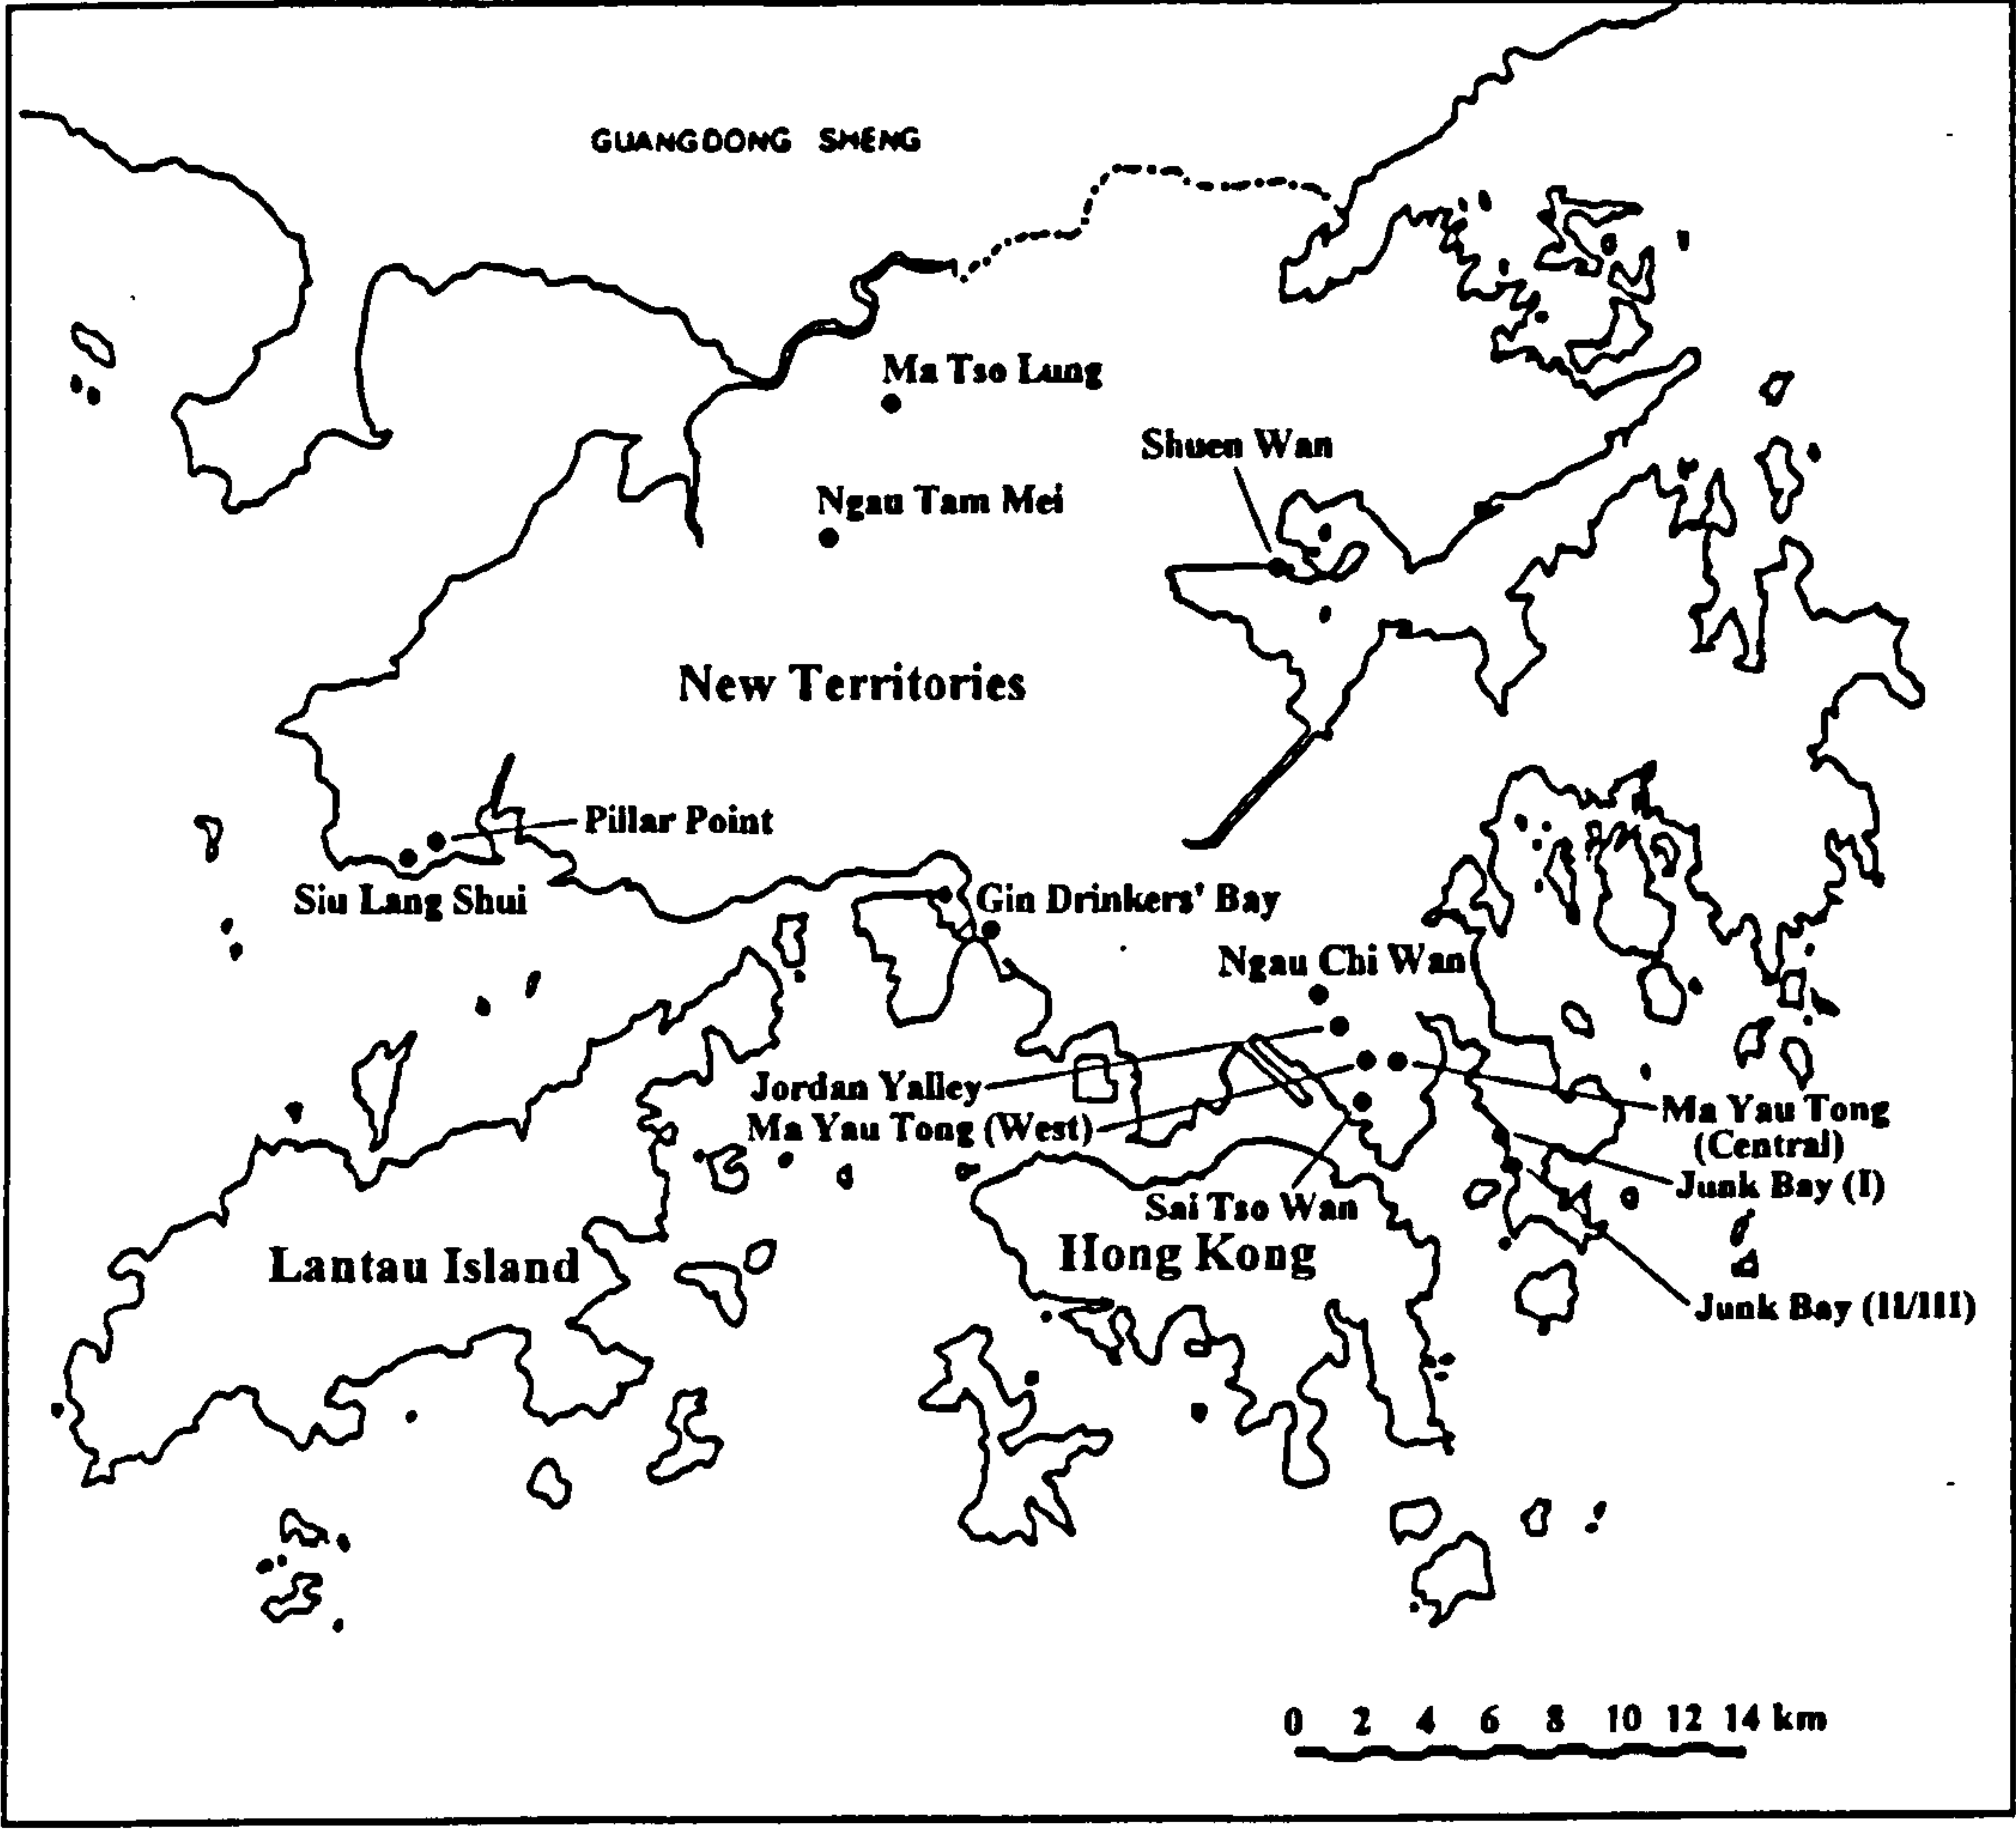 GUANGDONG SHENG
Ma Tso Lung
Shuen Wan
Ngau Tam Mei
New Territories
Pillar Point
Siu Lang Shui
Gin Drinkers' Bay
Ngau Chi Wan
Jordan Yalley
Ma Yau Tong (West)
Ma Yau Tong
(Central)
Junk Bay (I)
Sai Tso Wan
Lantau Island
Hong Kong
Junk Bay (II/III)
0 2 4 6 8 10 12 14 km